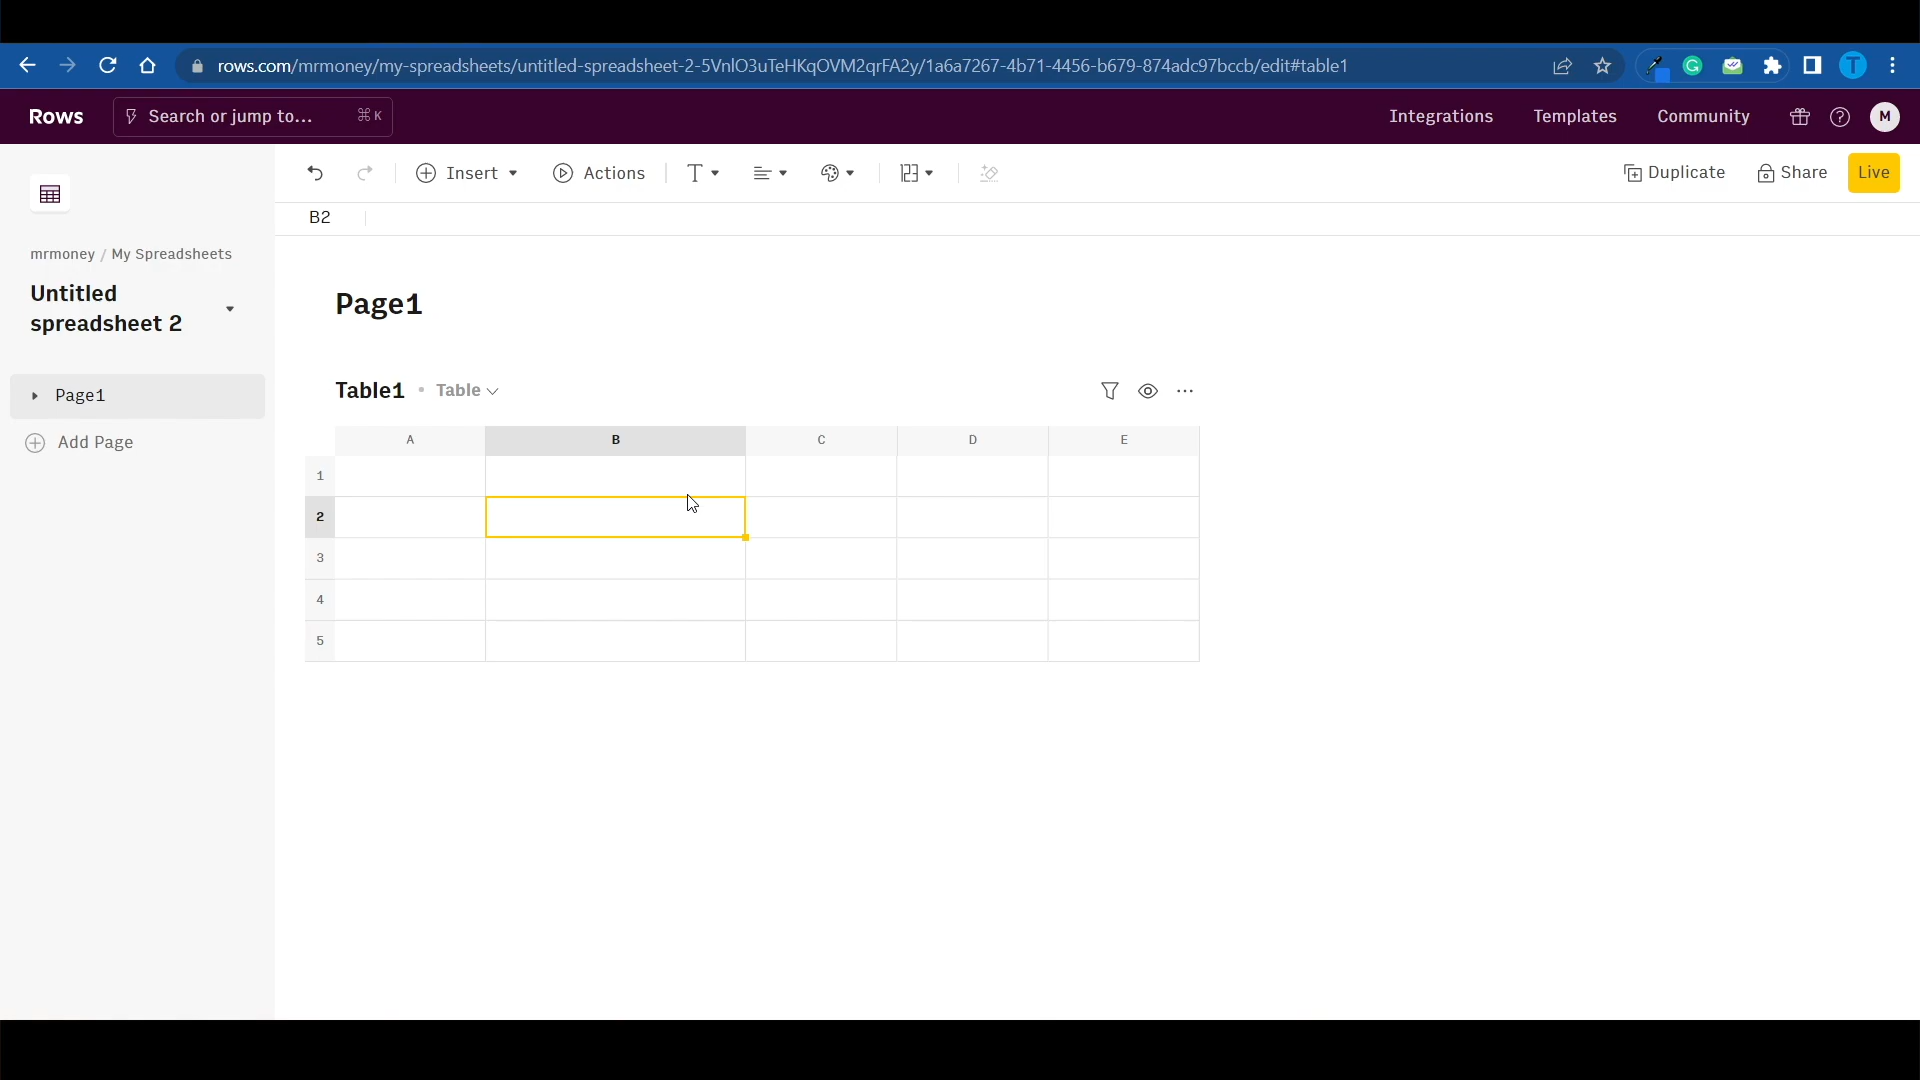 rows.com/mrmoney/my-spreadsheets/untitled-spreadsheet-2-5VnlO3uTeHKqOVM2qrFA2y/1a6a7267-4b71-4456-b679-874adc97bccb/edit#table1 T
Rows Search or jump to... ⌘K Integrations Templates Community ? M
Insert Actions T Duplicate Share Live
B2
mrmoney / My Spreadsheets
Untitled
spreadsheet 2
Page1
Add Page
Page1
Table1 • Table
A B C D E
1
2
3
4
5